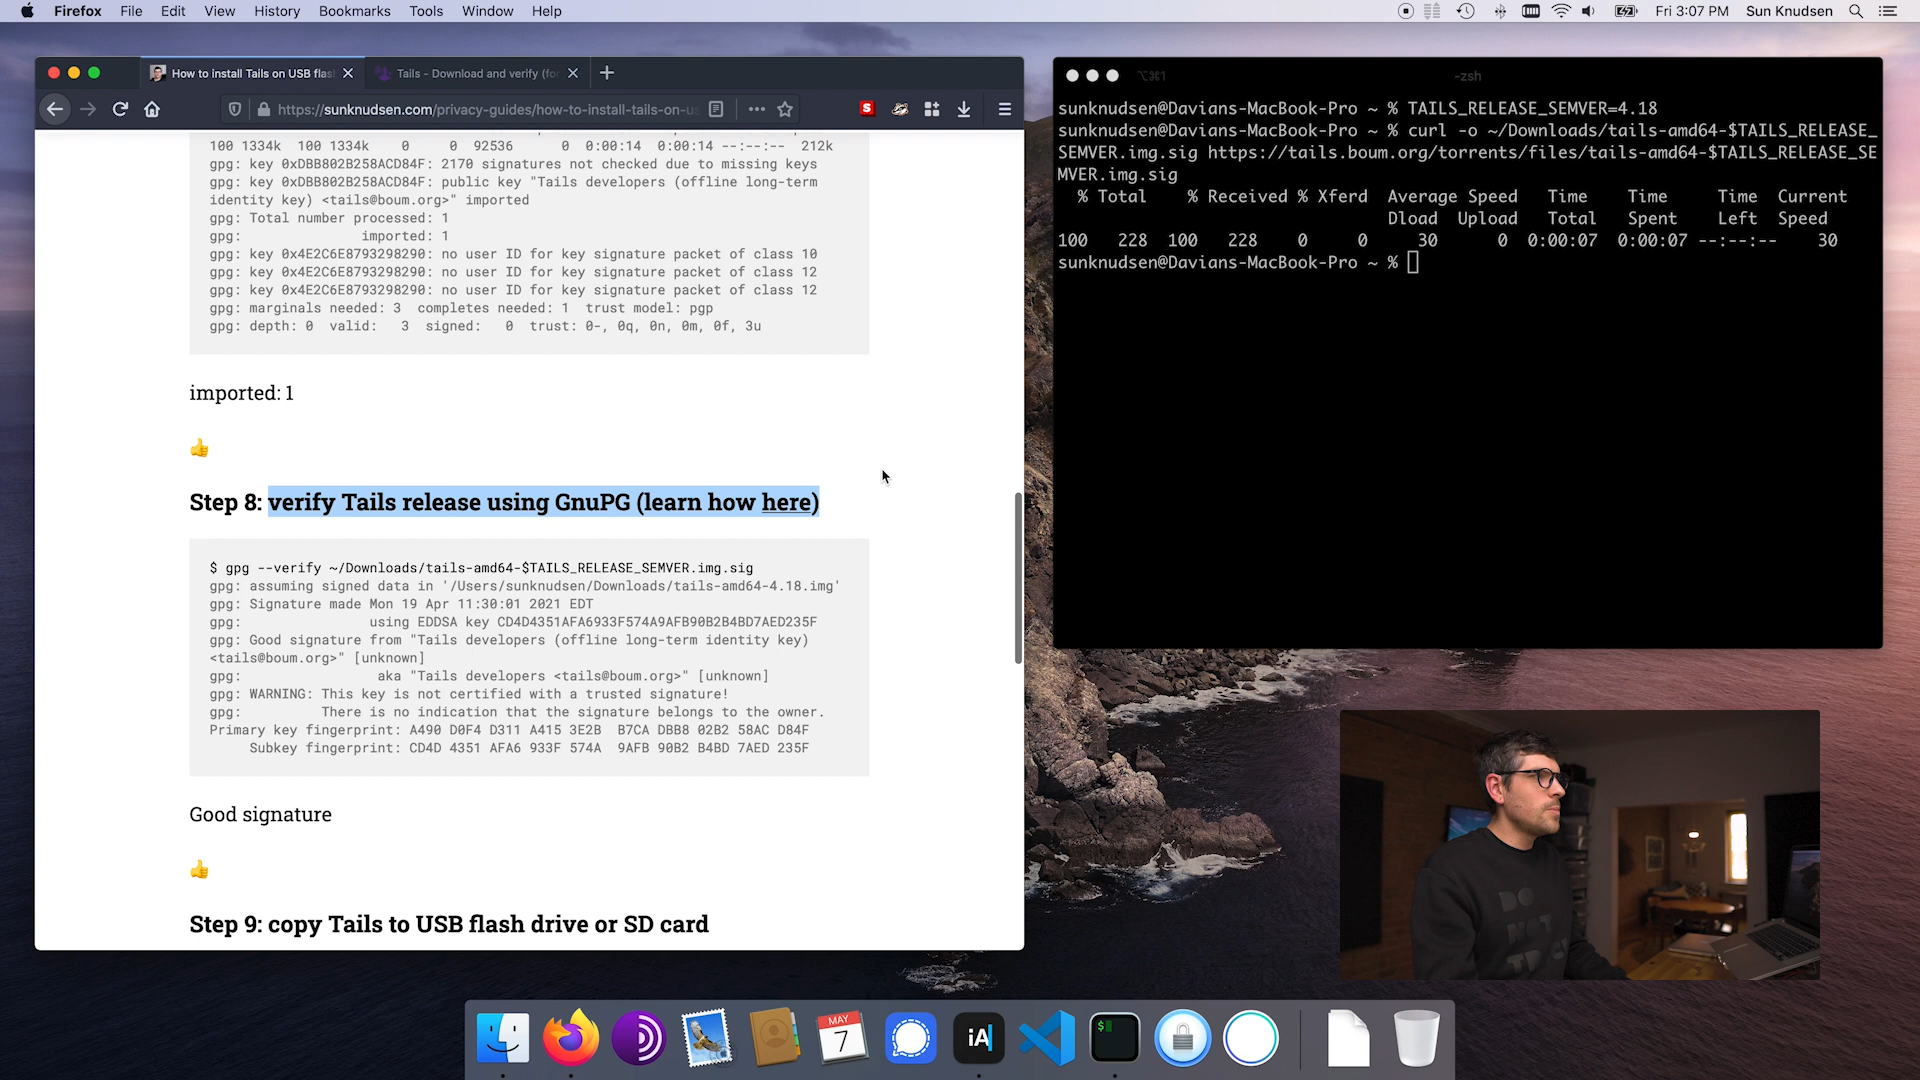 Firefox File Edit View History Bookmarks Tools Window Help
Fri 3:07 PM Sun Knudsen
How to install Tails on USB flas
Tails - Download and verify (fo
https://sunknudsen.com/privacy-guides/how-to-install-tails-on-us
100 1334k 100 1334k 0 0 92536 0 0:00:14 0:00:14 --:--:-- 212k
gpg: key 0xDBB802B258ACD84F: 2170 signatures not checked due to missing keys
gpg: key 0xDBB802B258ACD84F: public key "Tails developers (offline long-term
identity key) <tails@boum.org>" imported
gpg: Total number processed: 1
gpg: imported: 1
gpg: key 0x4E2C6E8793298290: no user ID for key signature packet of class 10
gpg: key 0x4E2C6E8793298290: no user ID for key signature packet of class 12
gpg: key 0x4E2C6E8793298290: no user ID for key signature packet of class 12
gpg: marginals needed: 3 completes needed: 1 trust model: pgp
gpg: depth: 0 valid: 3 signed: 0 trust: 0-, 0q, 0n, 0m, 0f, 3u
imported: 1
👍
Step 8: verify Tails release using GnuPG (learn how here)
$ gpg --verify ~/Downloads/tails-amd64-$TAILS_RELEASE_SEMVER.img.sig
gpg: assuming signed data in '/Users/sunknudsen/Downloads/tails-amd64-4.18.img'
gpg: Signature made Mon 19 Apr 11:30:01 2021 EDT
gpg: using EDDSA key CD4D4351AFA6933F574A9AFB90B2B4BD7AED235F
gpg: Good signature from "Tails developers (offline long-term identity key)
<tails@boum.org>" [unknown]
gpg: aka "Tails developers <tails@boum.org>" [unknown]
gpg: WARNING: This key is not certified with a trusted signature!
gpg: There is no indication that the signature belongs to the owner.
Primary key fingerprint: A490 D0F4 D311 A415 3E2B B7CA DBB8 02B2 58AC D84F
Subkey fingerprint: CD4D 4351 AFA6 933F 574A 9AFB 90B2 B4BD 7AED 235F
Good signature
👍
Step 9: copy Tails to USB flash drive or SD card
⌥⌘1
-zsh
sunknudsen@Davians-MacBook-Pro ~ % TAILS_RELEASE_SEMVER=4.18
sunknudsen@Davians-MacBook-Pro ~ % curl -o ~/Downloads/tails-amd64-$TAILS_RELEASE_
SEMVER.img.sig https://tails.boum.org/torrents/files/tails-amd64-$TAILS_RELEASE_SE
MVER.img.sig
% Total % Received % Xferd Average Speed Time Time Time Current
Dload Upload Total Spent Left Speed
100 228 100 228 0 0 30 0 0:00:07 0:00:07 --:--:-- 30
sunknudsen@Davians-MacBook-Pro ~ %
DO
NOT
MAY
7
iA
$
S